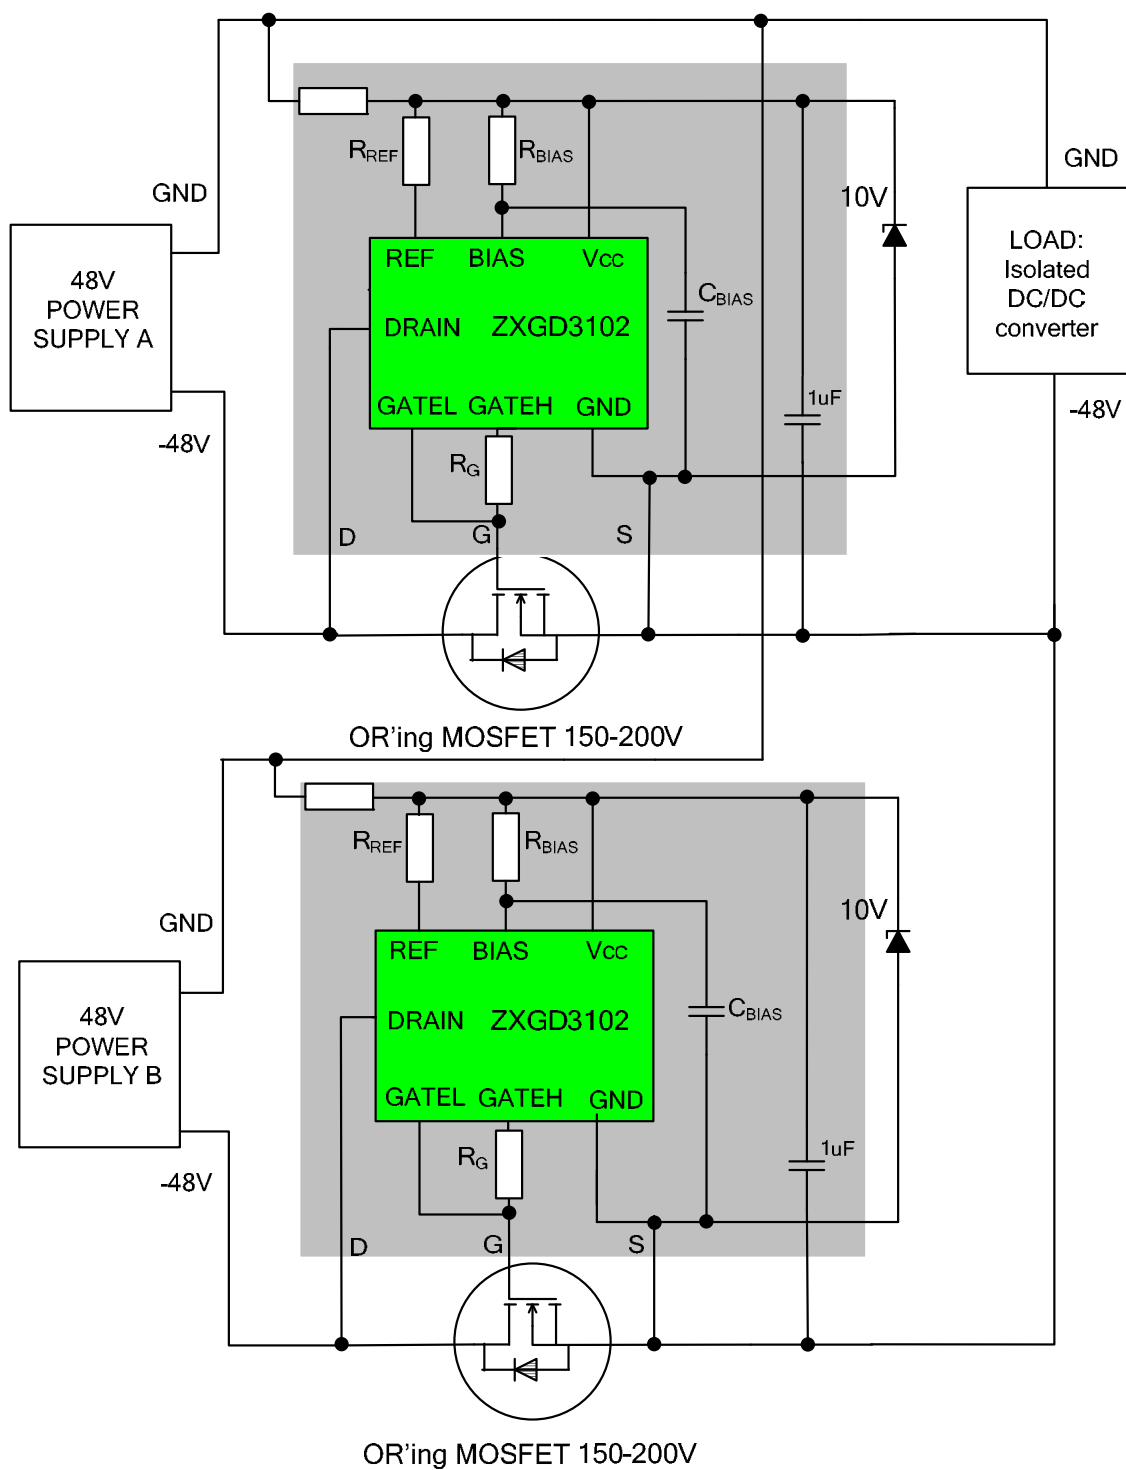 GND
48V
POWER
SUPPLY A
-48V
RREF
RBIAS
REF BIAS VCC
DRAIN ZXGD3102
GATEL GATEH GND
CBIAS
1uF
10V
RG
D
G
S
OR'ing MOSFET 150-200V
GND
LOAD:
Isolated
DC/DC
converter
-48V
GND
48V
POWER
SUPPLY B
-48V
RREF
RBIAS
REF BIAS VCC
DRAIN ZXGD3102
GATEL GATEH GND
CBIAS
1uF
10V
RG
D
G
S
OR'ing MOSFET 150-200V